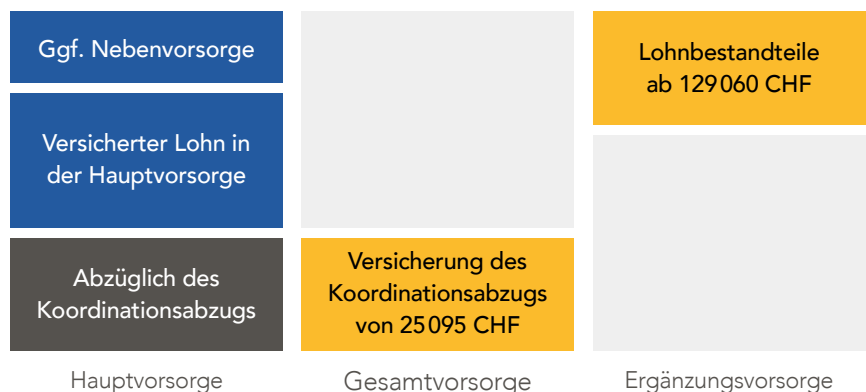 Ggf. Nebenvorsorge
Versicherter Lohn in
der Hauptvorsorge
Abzüglich des
Koordinationsabzugs
Hauptvorsorge
Versicherung des
Koordinationsabzugs
von 25 095 CHF
Gesamtvorsorge
Lohnbestandteile
ab 129 060 CHF
Ergänzungsvorsorge